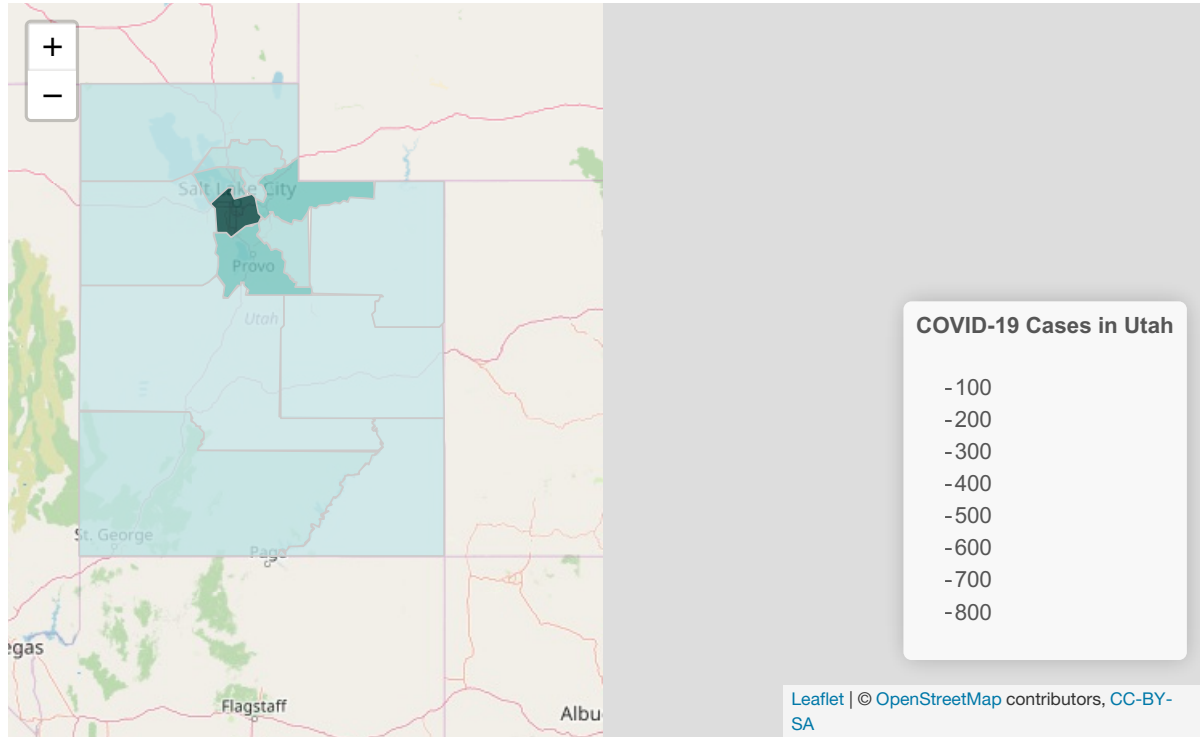 +
−
Salt Lake City
Provo
Utah
St. George
Page
egas
Flagstaff
Albu
COVID-19 Cases in Utah
-100
-200
-300
-400
-500
-600
-700
-800
Leaflet | © OpenStreetMap contributors, CC-BY-
SA